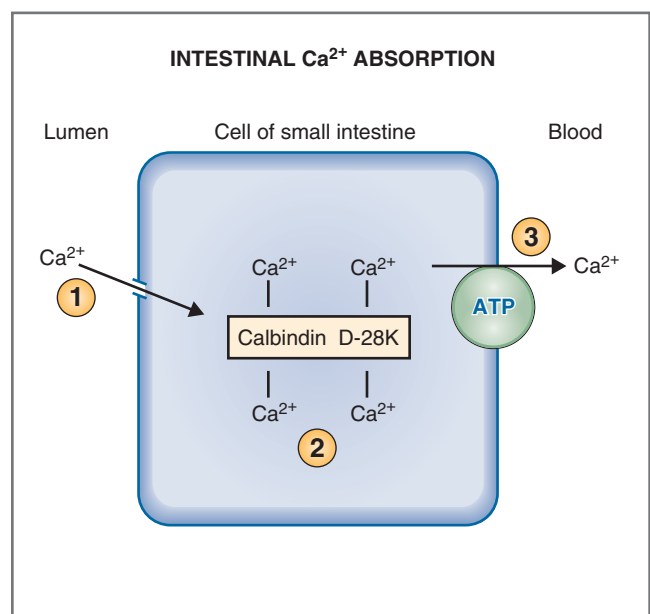 INTESTINAL Ca²⁺ ABSORPTION
Lumen
Cell of small intestine
Blood
Ca²⁺
1
Ca²⁺
Ca²⁺
Calbindin D-28K
Ca²⁺
Ca²⁺
2
3
ATP
Ca²⁺